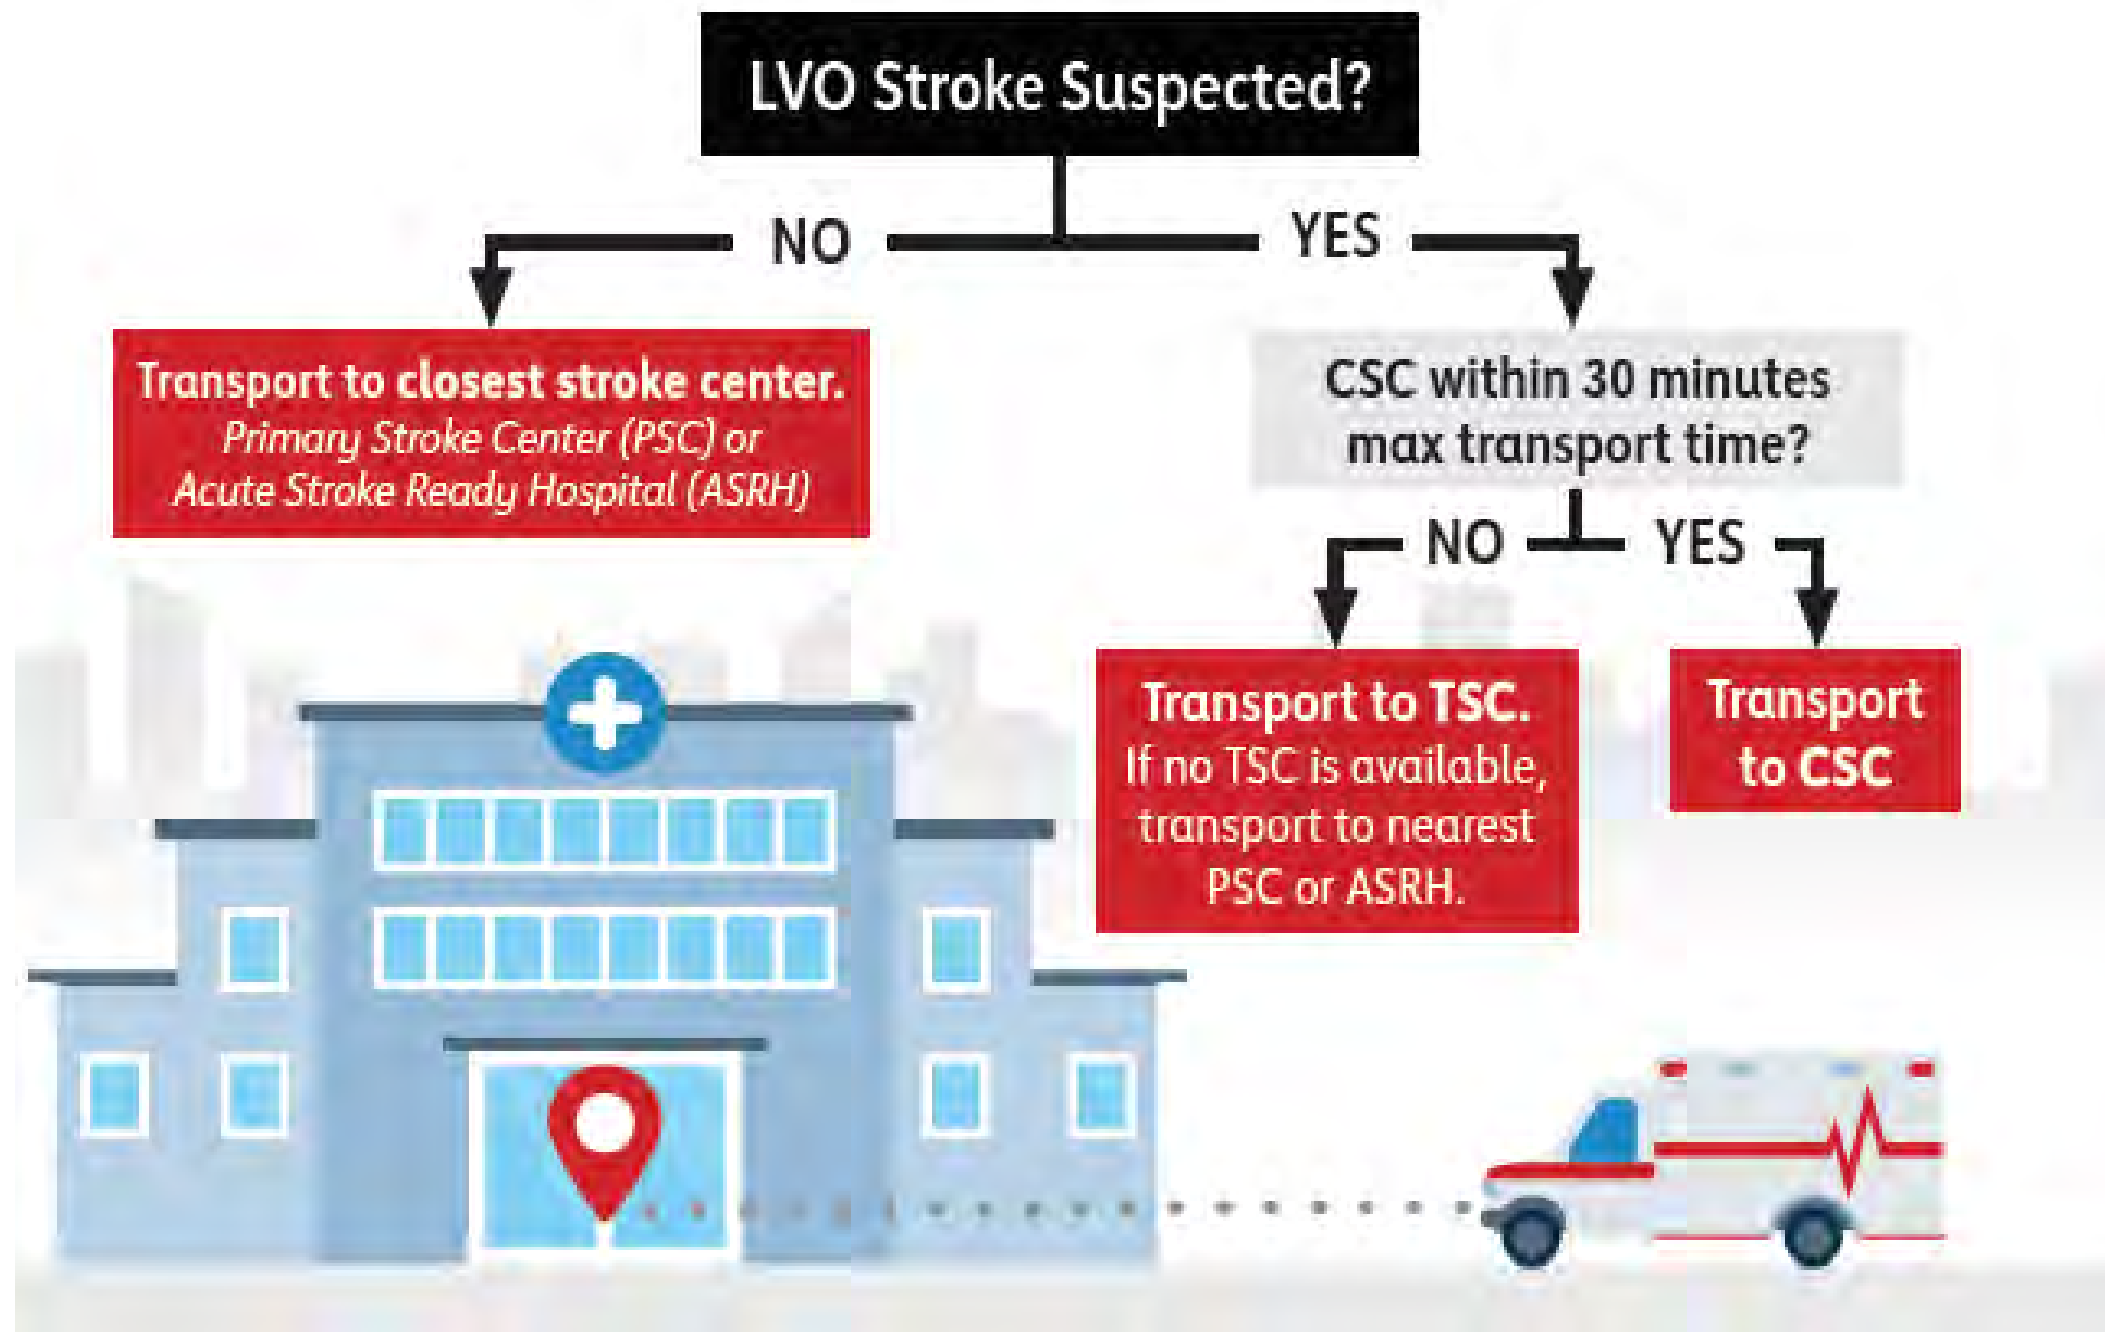 LVO Stroke Suspected?
NO
YES
Transport to closest stroke center.
Primary Stroke Center (PSC) or
Acute Stroke Ready Hospital (ASRH)
CSC within 30 minutes
max transport time?
NO
YES
Transport to TSC.
If no TSC is available,
transport to nearest
PSC or ASRH.
Transport
to CSC